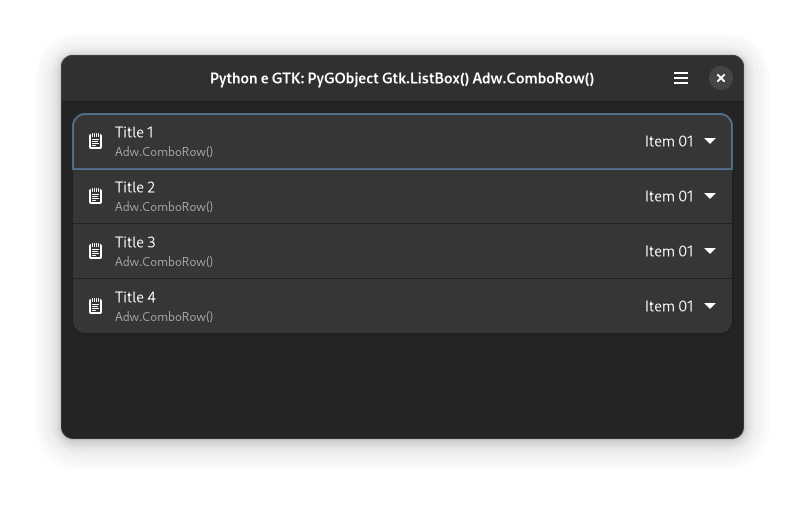 Python e GTK: PyGObject Gtk.ListBox() Adw.ComboRow()
Title 1
Adw.ComboRow()
Item 01
Title 2
Adw.ComboRow()
Item 01
Title 3
Adw.ComboRow()
Item 01
Title 4
Adw.ComboRow()
Item 01